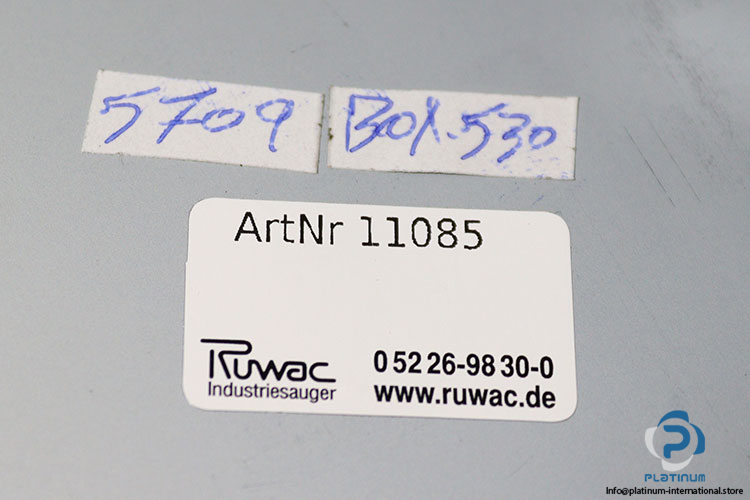 5709
BOX.530
ArtNr 11085
Ruwac
Industriesauger
0 52 26-98 30-0
www.ruwac.de
PLATINUM
Info@platinum-international.store